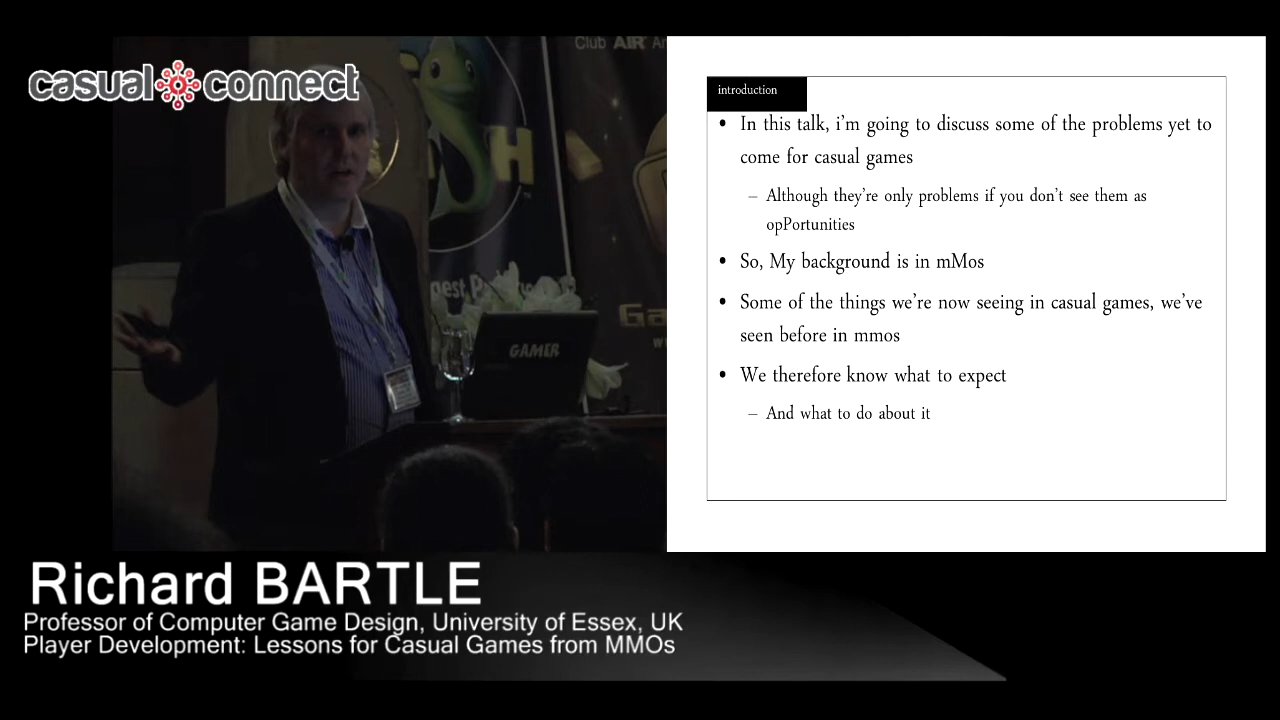 casual connect
Club AIR
H
GAMER
introduction
• In this talk, i'm going to discuss some of the problems yet to
come for casual games
– Although they're only problems if you don't see them as
opPortunities
• So, My background is in mMos
• Some of the things we're now seeing in casual games, we've
seen before in mmos
• We therefore know what to expect
– And what to do about it
Richard BARTLE
Professor of Computer Game Design, University of Essex, UK
Player Development: Lessons for Casual Games from MMOs